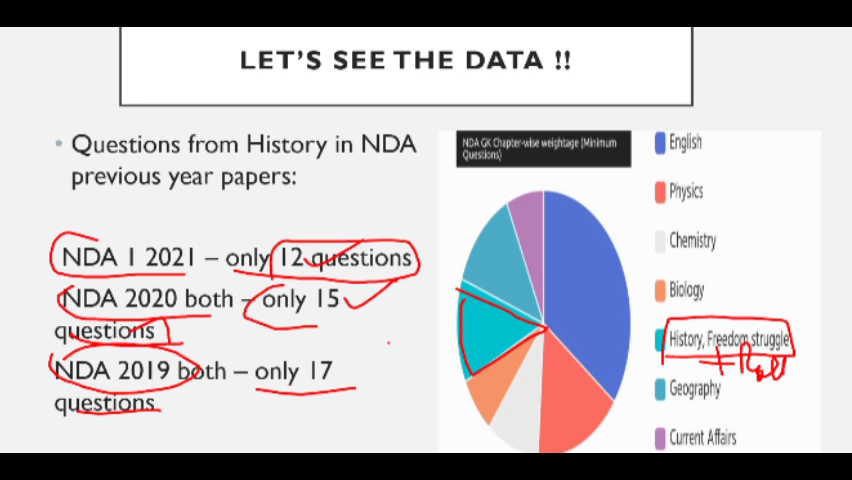 LET'S SEE THE DATA !!
• Questions from History in NDA
previous year papers:
NDA 1 2021 – only 12 questions
NDA 2020 both – only 15
questions
NDA 2019 both – only 17
questions
NDA GK Chapter-wise weightage (Minimum
Questions)
English
Physics
Chemistry
Biology
History, Freedom struggle
Geography
Current Affairs